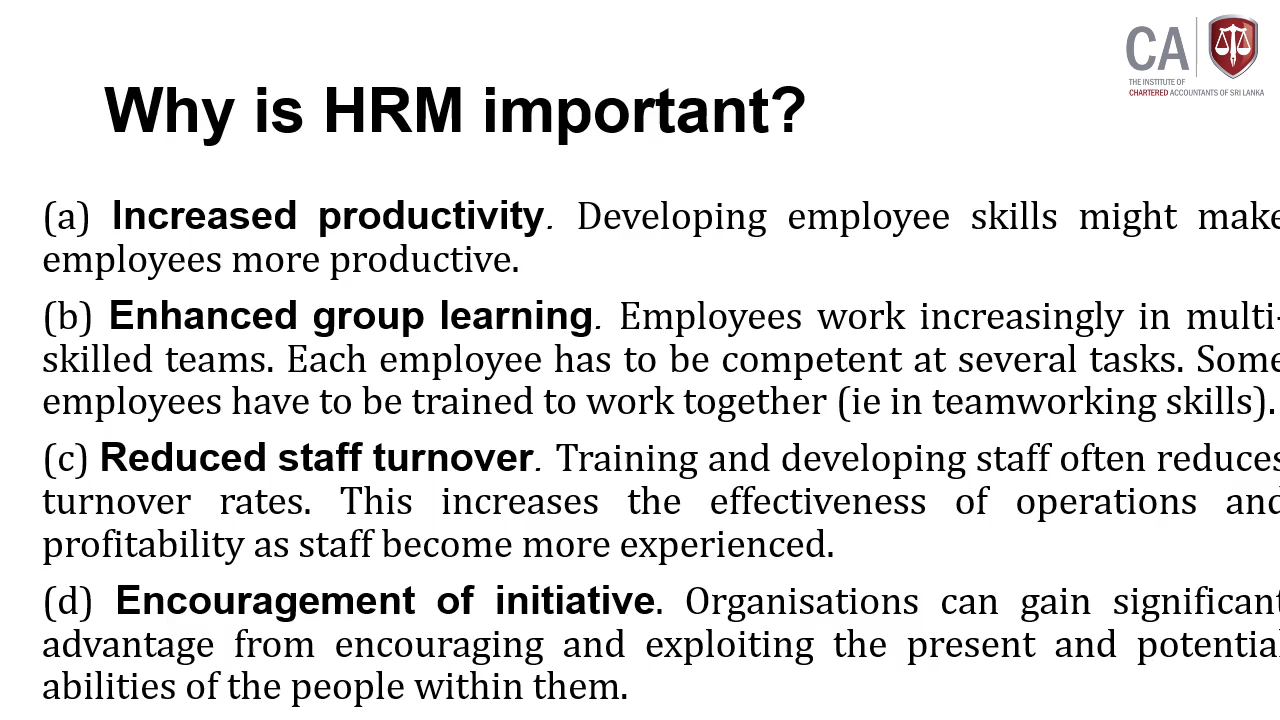 CA
THE INSTITUTE OF
CHARTERED ACCOUNTANTS OF SRI LANKA
Why is HRM important?
(a) Increased productivity. Developing employee skills might make
employees more productive.
(b) Enhanced group learning. Employees work increasingly in multi-
skilled teams. Each employee has to be competent at several tasks. Some
employees have to be trained to work together (ie in teamworking skills).
(c) Reduced staff turnover. Training and developing staff often reduces
turnover rates. This increases the effectiveness of operations and
profitability as staff become more experienced.
(d) Encouragement of initiative. Organisations can gain significant
advantage from encouraging and exploiting the present and potential
abilities of the people within them.